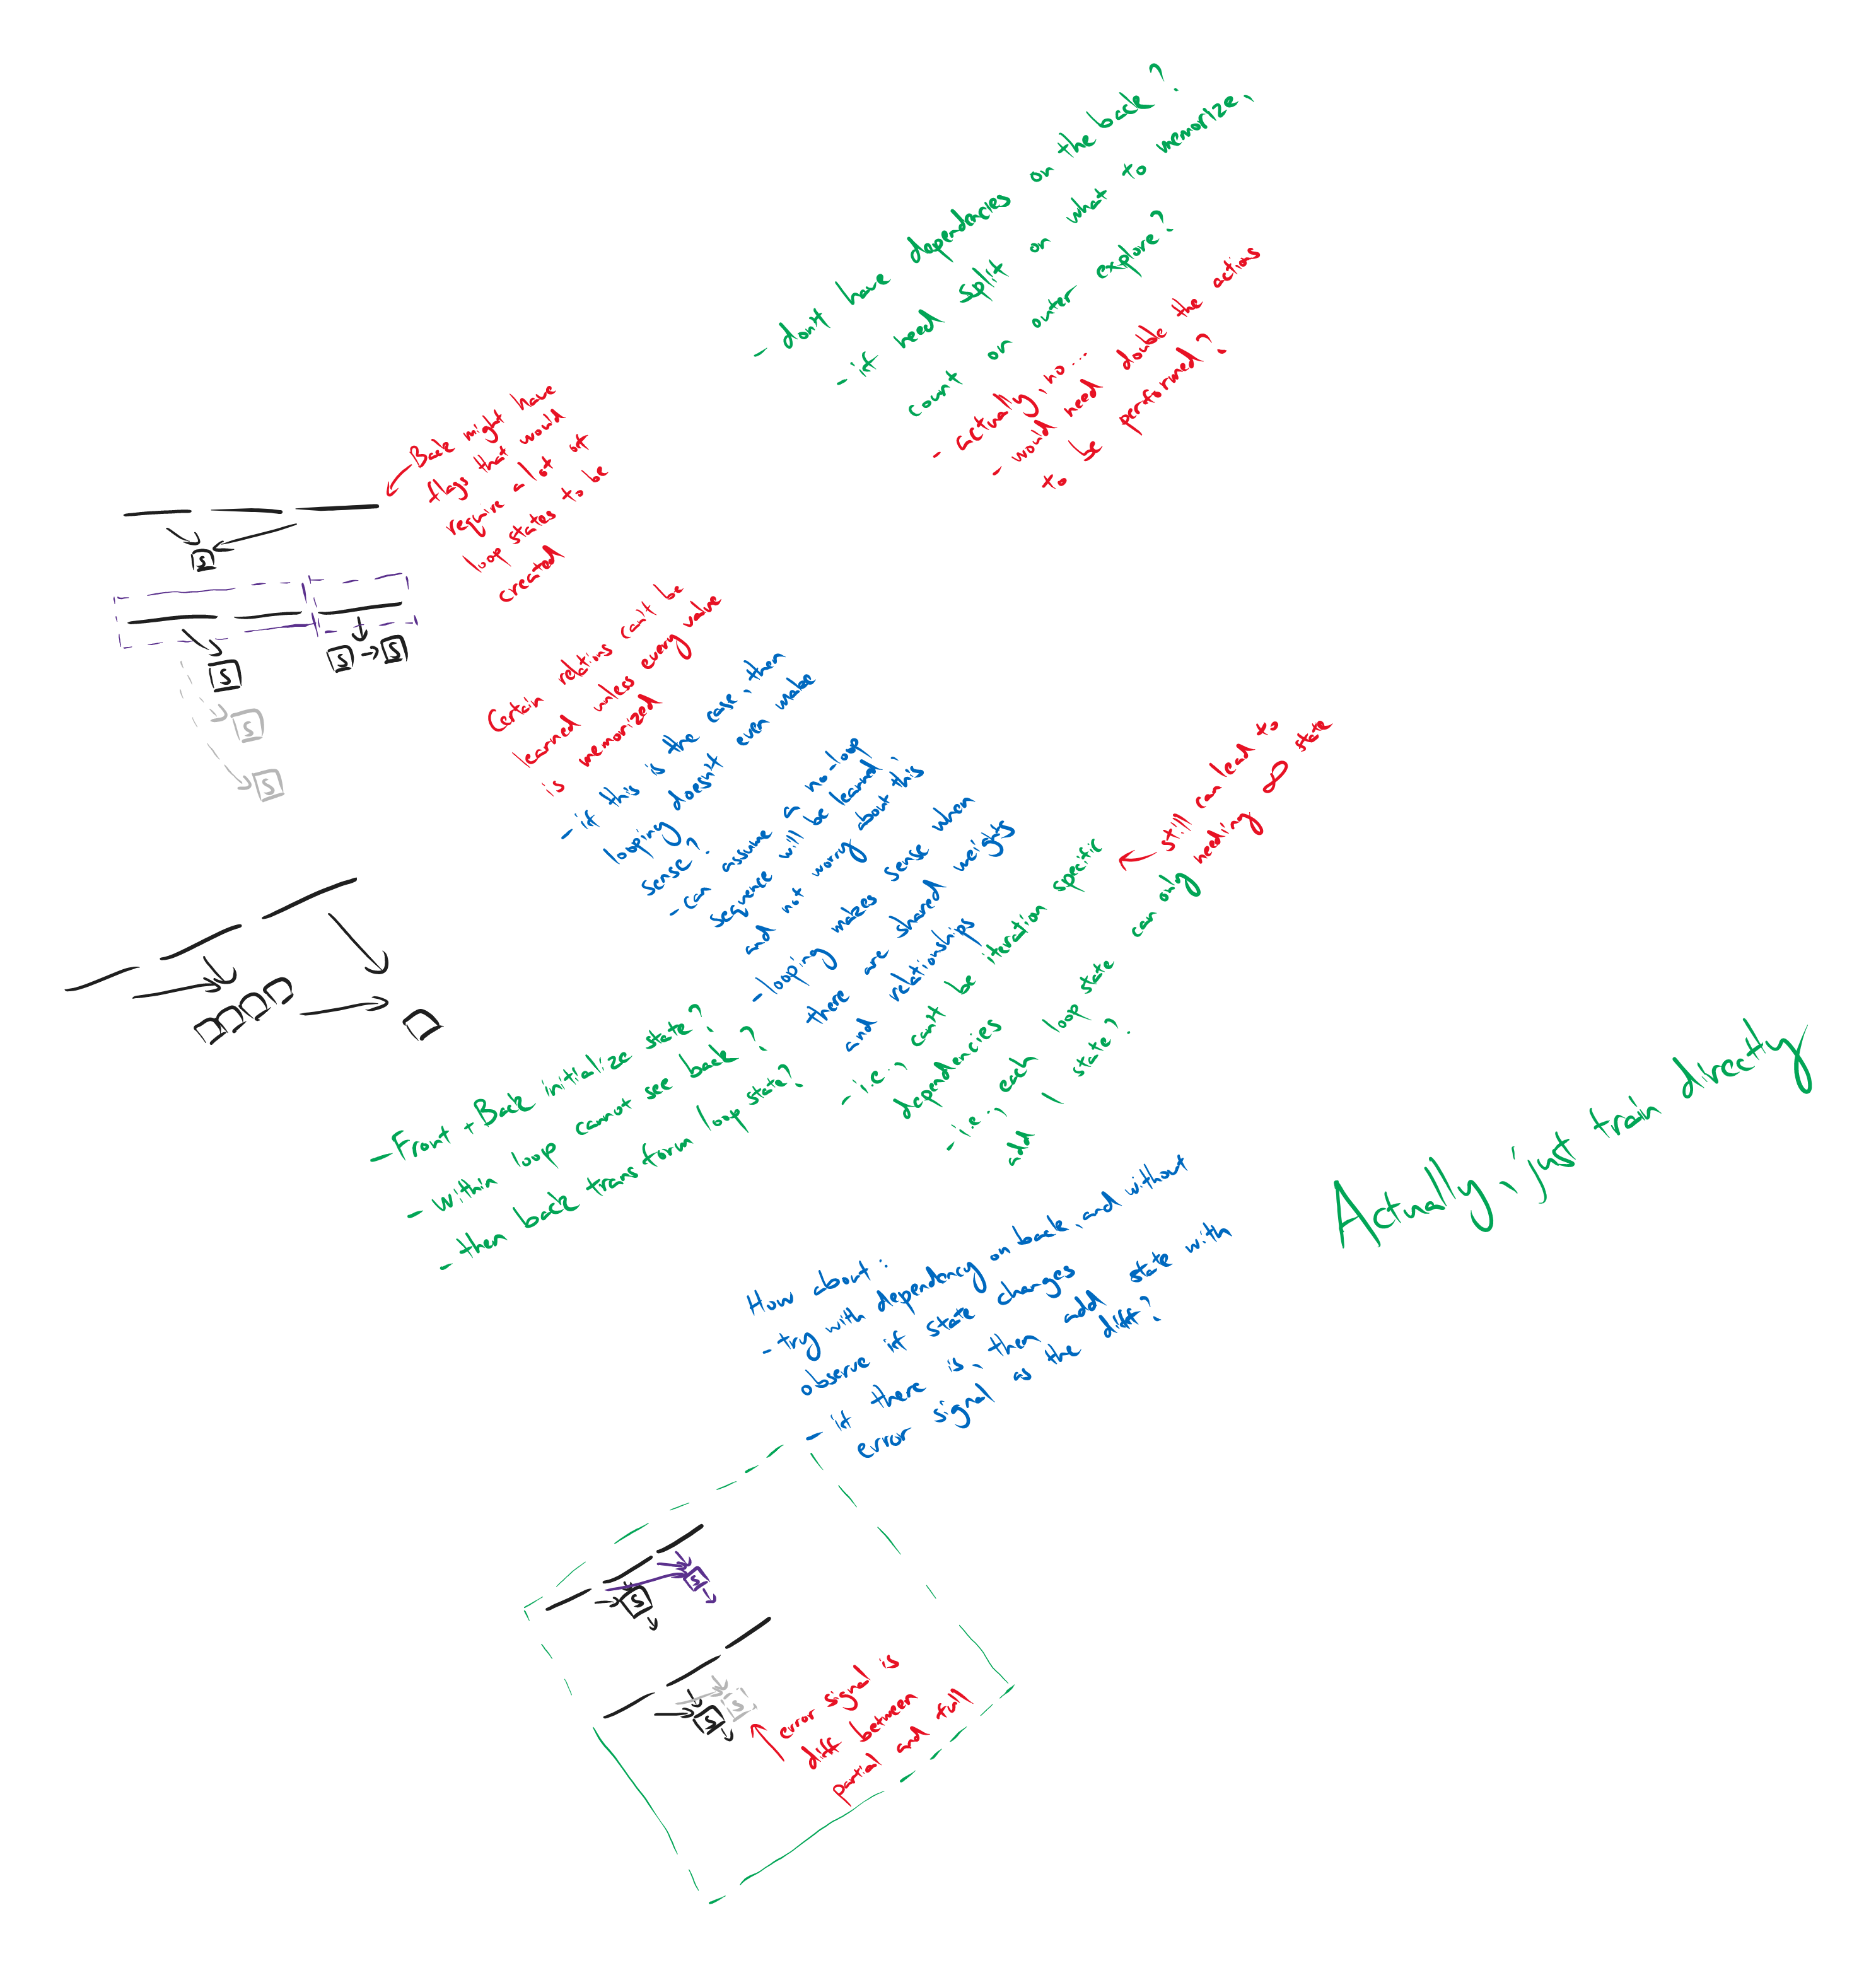 - don't have dependencies on the back?
- if need split on what to memorize,
count on outer explore?
- actually, no...
- would need double the actions
to be performed?
Back might have
flags that would
require a lot of
loop states to be
created
S
S
S
S
S
S
Certain relations can't be
learned unless every value
is memorized
- if this is the case, then
looping doesn't even make
sense?
- can assume a no-loop
sequence will be learned
and not worry about this
- looping makes sense when
there are shared weights
and relationships
- i.e., can't be iteration specific
dependencies
- i.e., each loop state can only
add 1 state?
still can lead to
needing 8 state
- Front + Back initialize state?
- within loop cannot see back?
- then back transform loop state?
Actually, just train directly
How about:
- try with dependency on back, and without
observe if state changes
- if there is, then add state with
error signal as the diff?
S
S
S
S
error signal is
diff between
partial and full